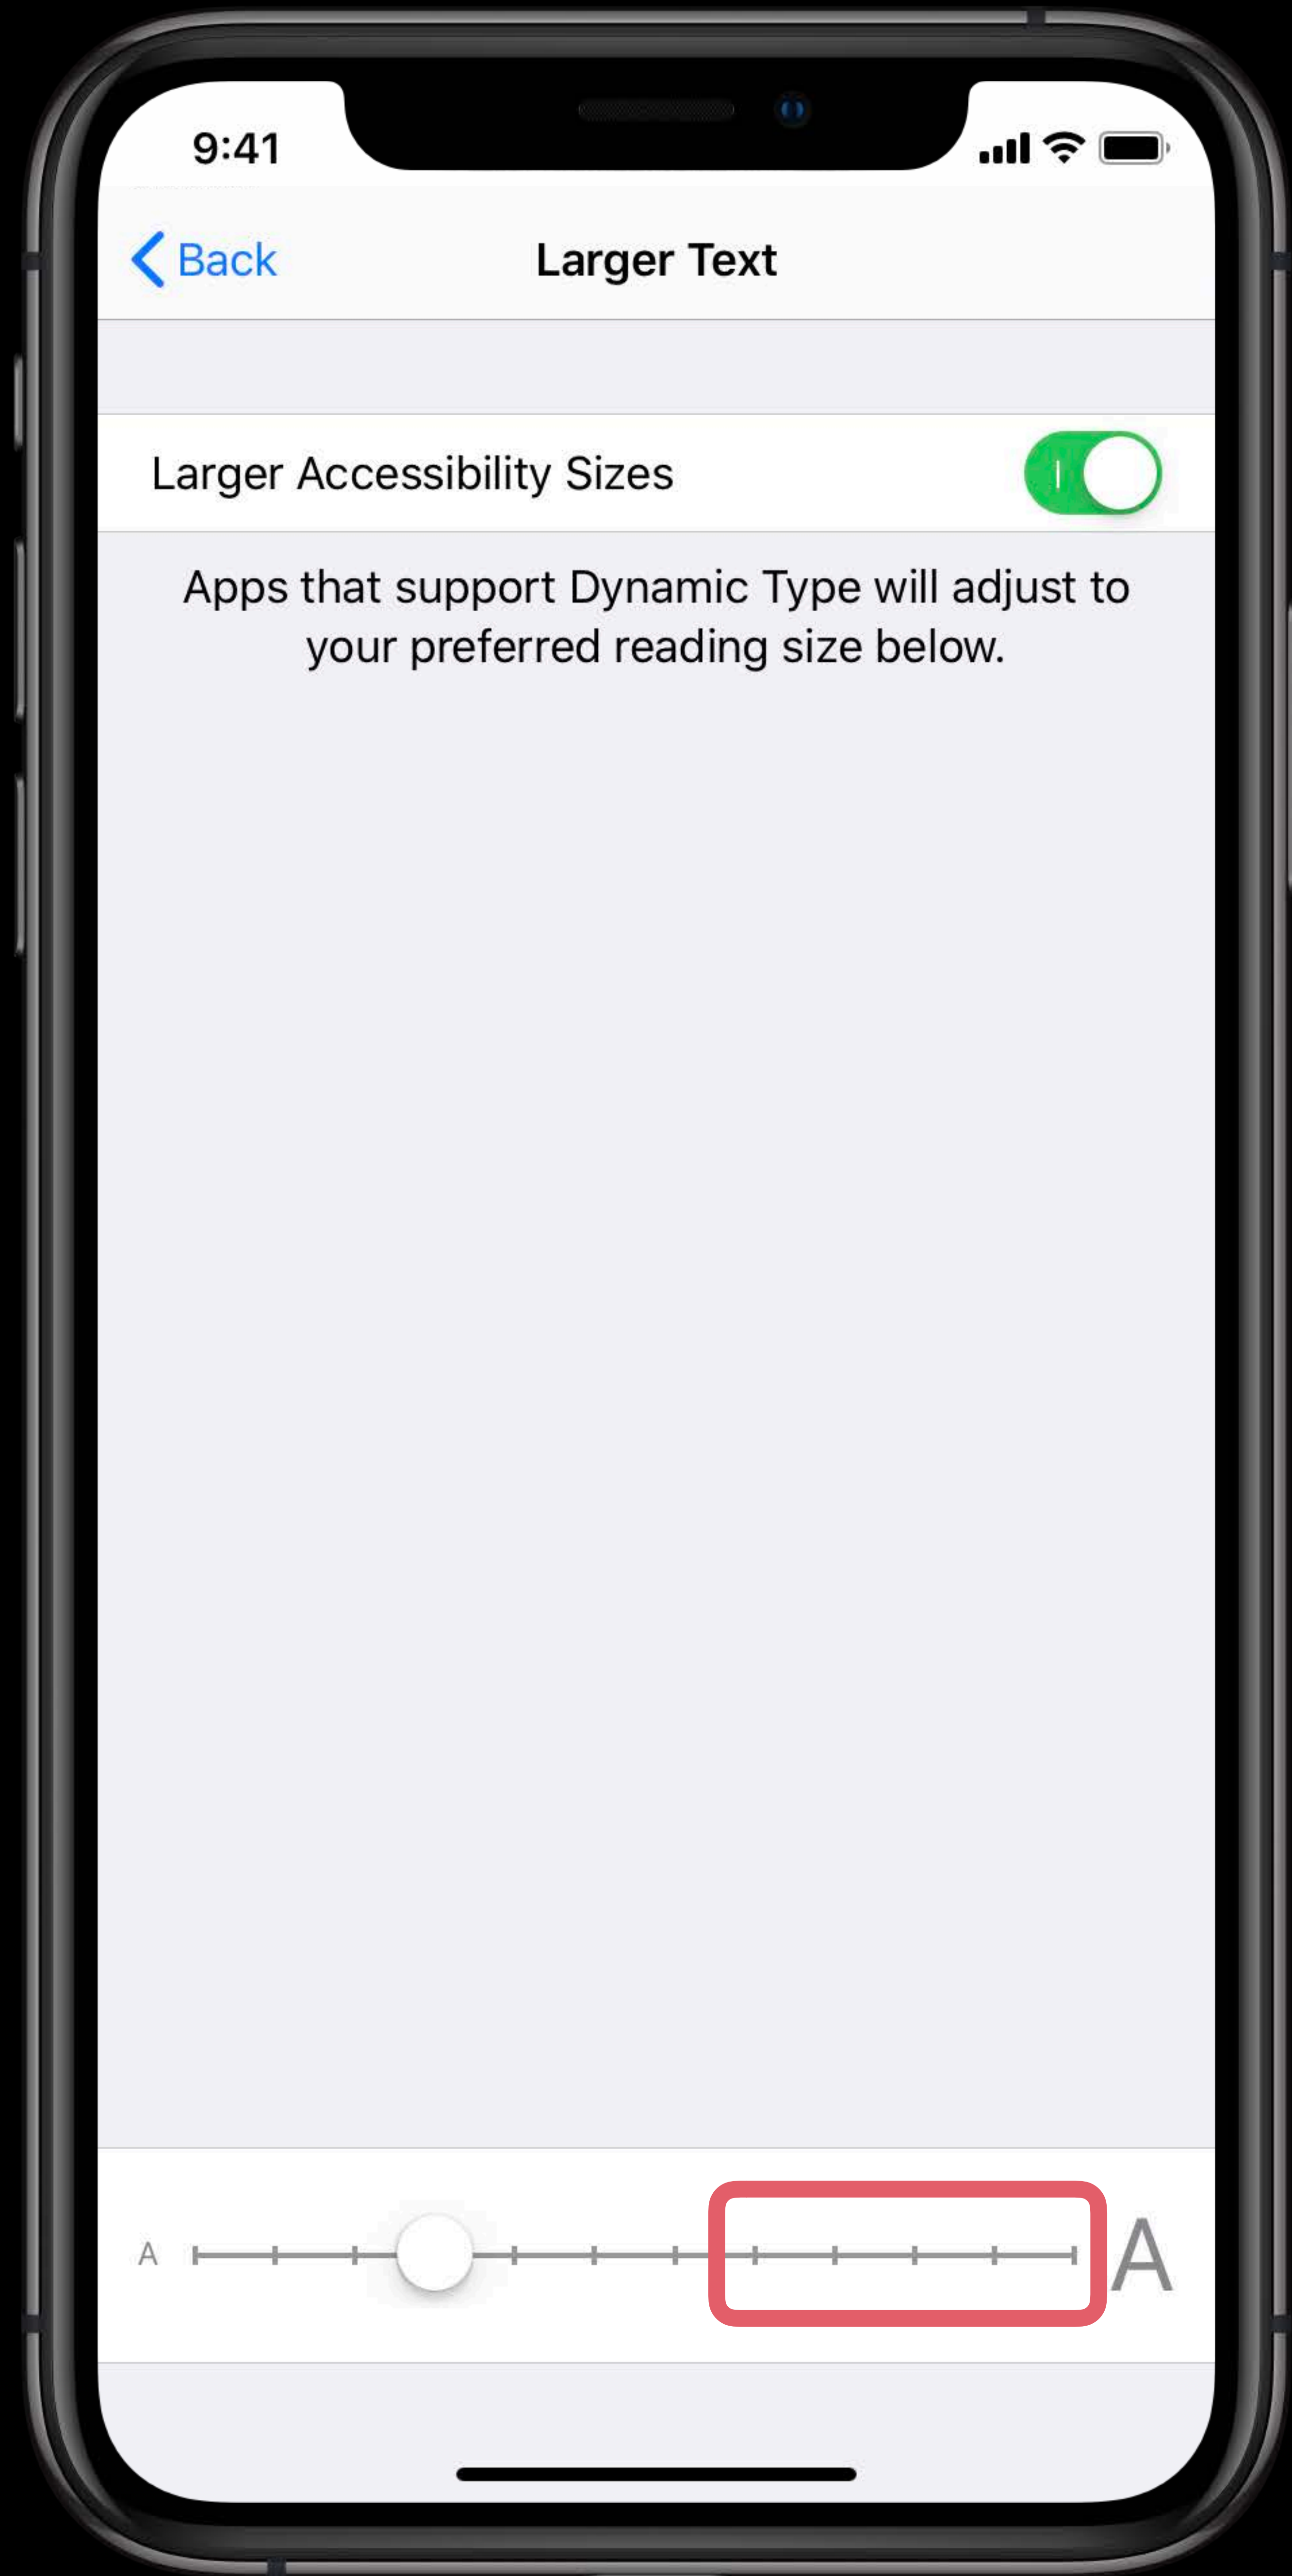 9:41
Back
Larger Text
Larger Accessibility Sizes
Apps that support Dynamic Type will adjust to
your preferred reading size below.
A
A